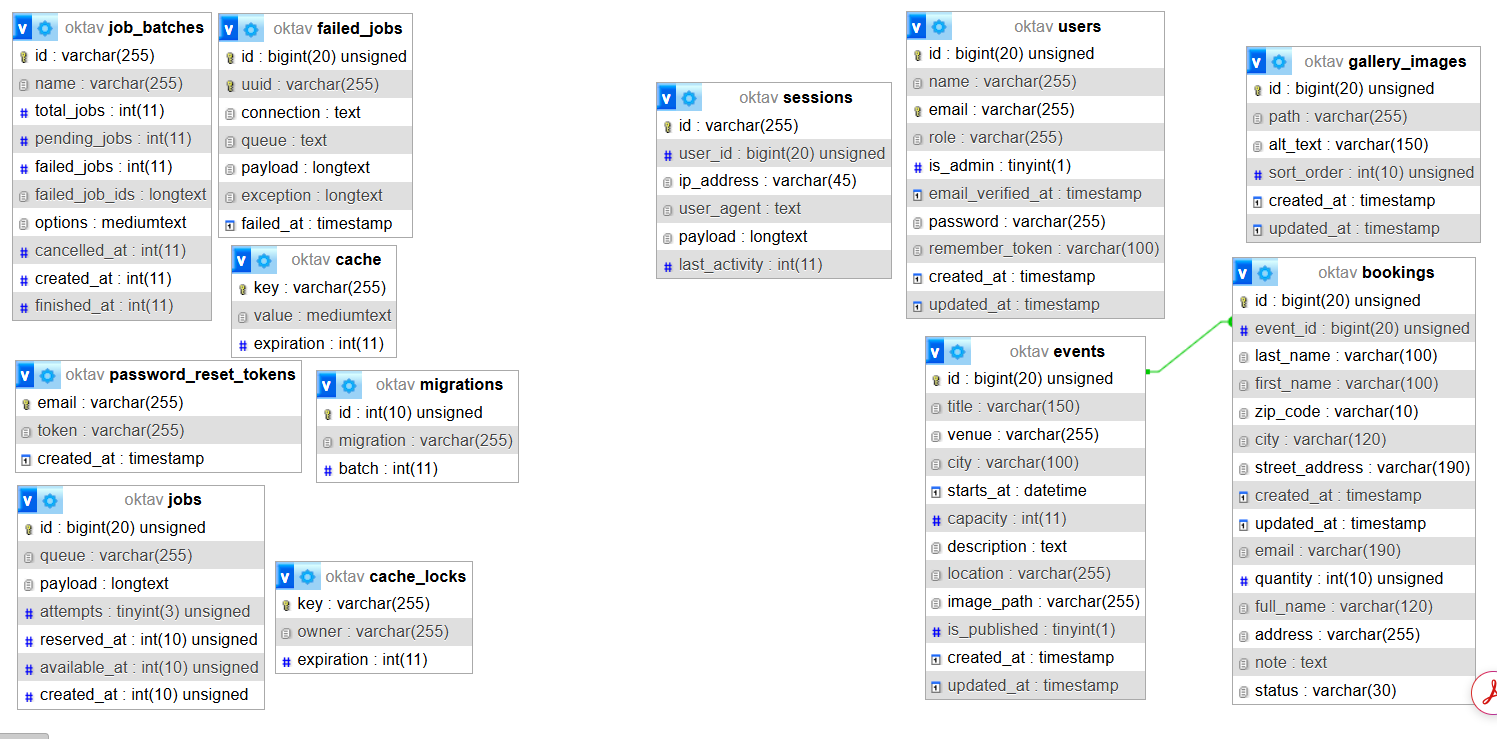 oktav job_batches
id : varchar(255)
name : varchar(255)
total_jobs : int(11)
pending_jobs : int(11)
failed_jobs : int(11)
failed_job_ids : longtext
options : mediumtext
cancelled_at : int(11)
created_at : int(11)
finished_at : int(11)
oktav failed_jobs
id : bigint(20) unsigned
uuid : varchar(255)
connection : text
queue : text
payload : longtext
exception : longtext
failed_at : timestamp
oktav cache
key : varchar(255)
value : mediumtext
expiration : int(11)
oktav password_reset_tokens
email : varchar(255)
token : varchar(255)
created_at : timestamp
oktav migrations
id : int(10) unsigned
migration : varchar(255)
batch : int(11)
oktav jobs
id : bigint(20) unsigned
queue : varchar(255)
payload : longtext
attempts : tinyint(3) unsigned
reserved_at : int(10) unsigned
available_at : int(10) unsigned
created_at : int(10) unsigned
oktav cache_locks
key : varchar(255)
owner : varchar(255)
expiration : int(11)
oktav sessions
id : varchar(255)
user_id : bigint(20) unsigned
ip_address : varchar(45)
user_agent : text
payload : longtext
last_activity : int(11)
oktav users
id : bigint(20) unsigned
name : varchar(255)
email : varchar(255)
role : varchar(255)
is_admin : tinyint(1)
email_verified_at : timestamp
password : varchar(255)
remember_token : varchar(100)
created_at : timestamp
updated_at : timestamp
oktav events
id : bigint(20) unsigned
title : varchar(150)
venue : varchar(255)
city : varchar(100)
starts_at : datetime
capacity : int(11)
description : text
location : varchar(255)
image_path : varchar(255)
is_published : tinyint(1)
created_at : timestamp
updated_at : timestamp
oktav gallery_images
id : bigint(20) unsigned
path : varchar(255)
alt_text : varchar(150)
sort_order : int(10) unsigned
created_at : timestamp
updated_at : timestamp
oktav bookings
id : bigint(20) unsigned
event_id : bigint(20) unsigned
last_name : varchar(100)
first_name : varchar(100)
zip_code : varchar(10)
city : varchar(120)
street_address : varchar(190)
created_at : timestamp
updated_at : timestamp
email : varchar(190)
quantity : int(10) unsigned
full_name : varchar(120)
address : varchar(255)
note : text
status : varchar(30)